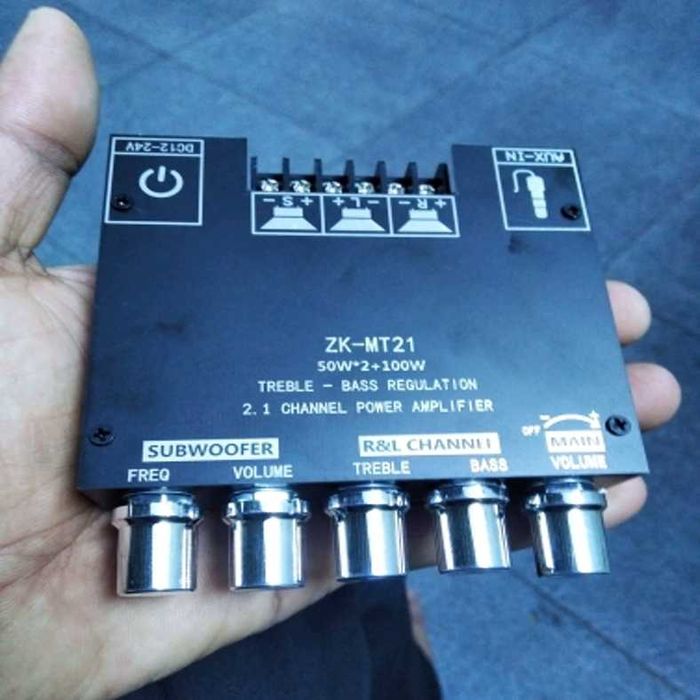 DC12-24V
AUX-IN
- S + + L - - R +
ZK-MT21
50W*2+100W
TREBLE - BASS REGULATION
2.1 CHANNEL POWER AMPLIFIER
OFF - +
SUBWOOFER R&L CHANNEL MAIN
FREQ VOLUME TREBLE BASS VOLUME